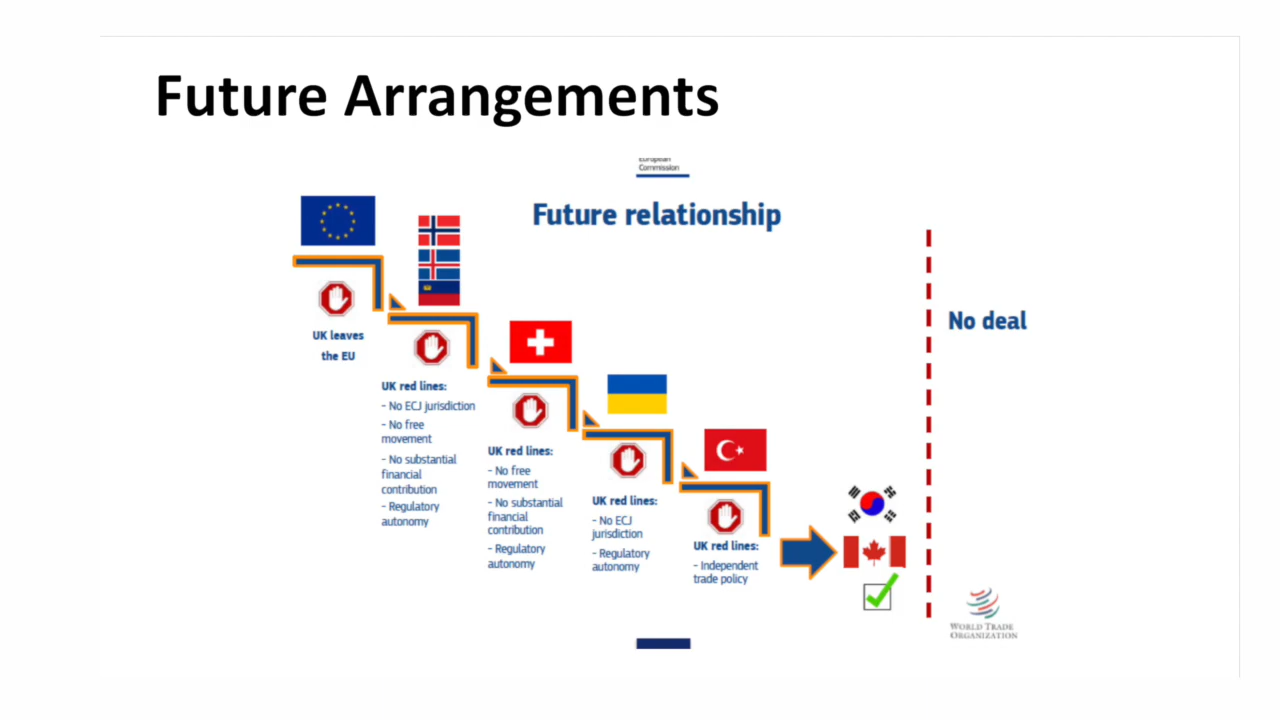 Future Arrangements
European
Commission
Future relationship
No deal
UK leaves
the EU
UK red lines:
- No ECJ jurisdiction
- No free
movement
- No substantial
financial
contribution
- Regulatory
autonomy
UK red lines:
- No free
movement
- No substantial
financial
contribution
- Regulatory
autonomy
UK red lines:
- No ECJ
jurisdiction
- Regulatory
autonomy
UK red lines:
- Independent
trade policy
WORLD TRADE
ORGANIZATION